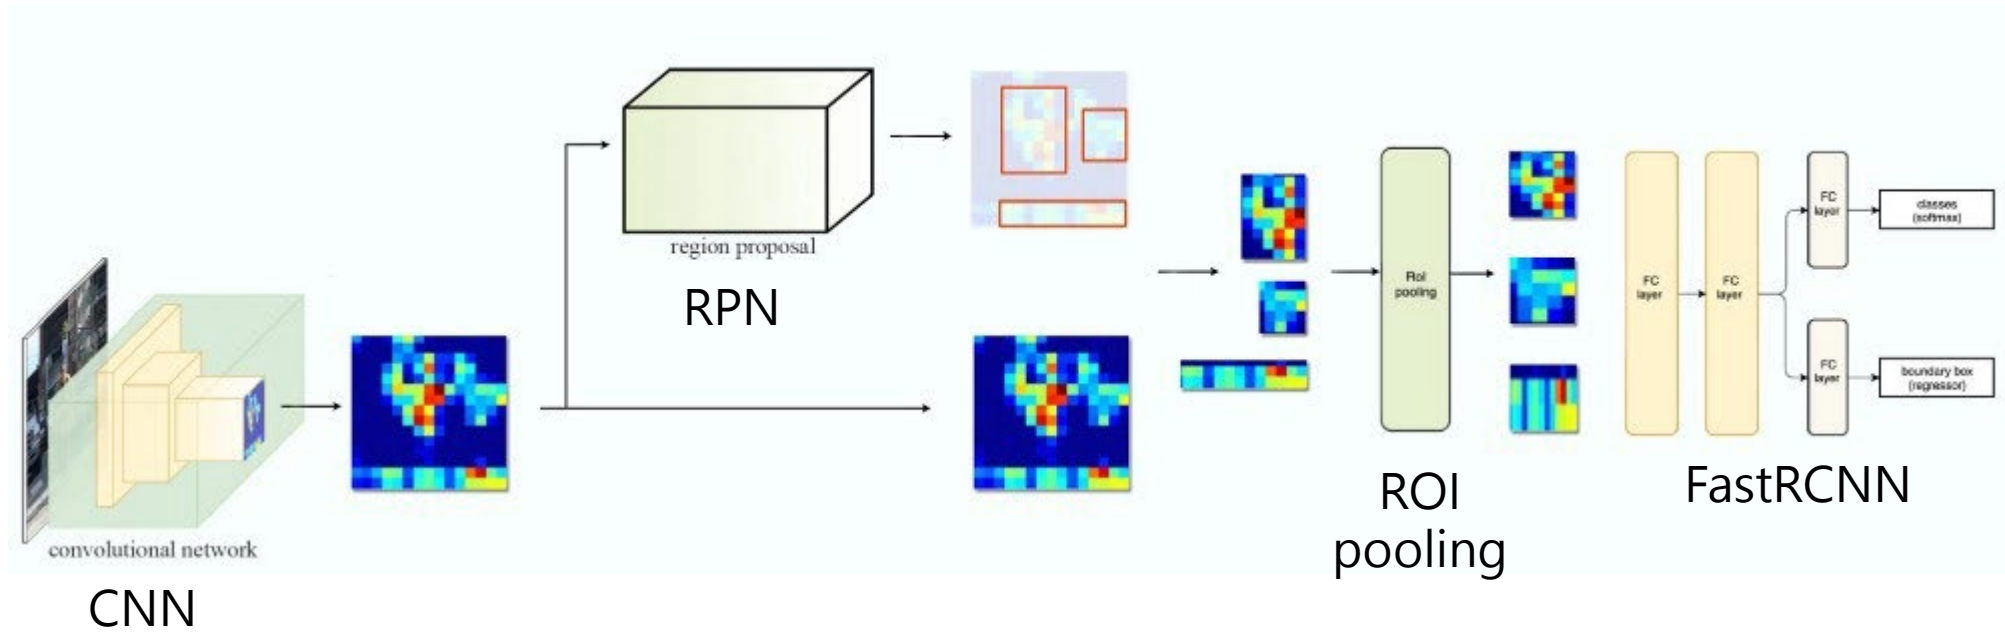 region proposal
RPN
convolutional network
CNN
RoI
pooling
ROI
pooling
FC
layer
FC
layer
FC
layer
classes
(softmax)
FC
layer
boundary box
(regressor)
FastRCNN